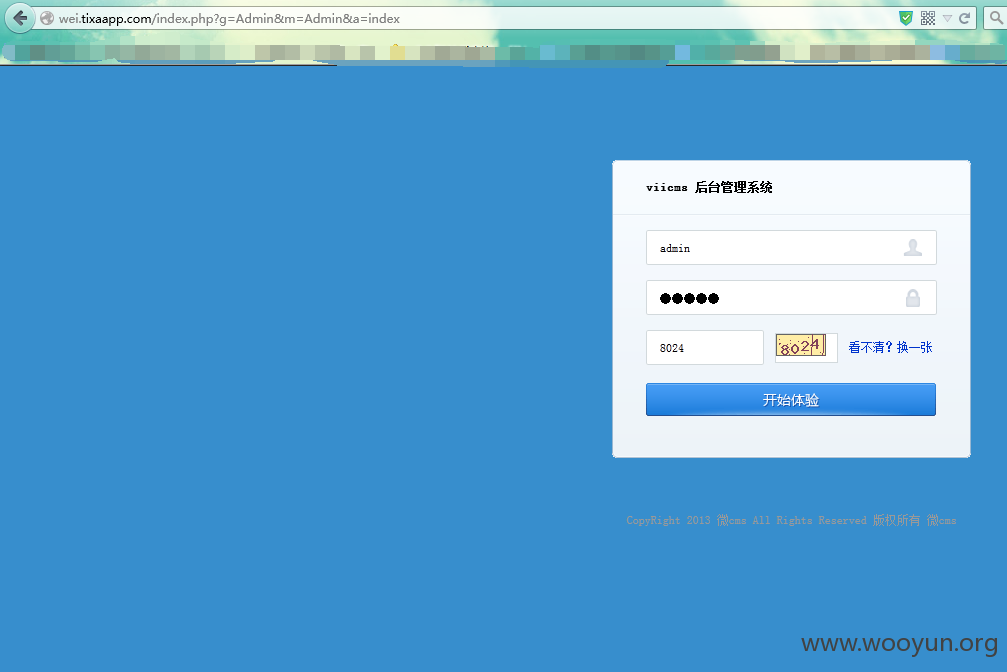 wei.tixaapp.com/index.php?g=Admin&m=Admin&a=index
viicms 后台管理系统
admin
8024 8024 看不清？换一张
开始体验
CopyRight 2013 微cms All Rights Reserved 版权所有 微cms
www.wooyun.org